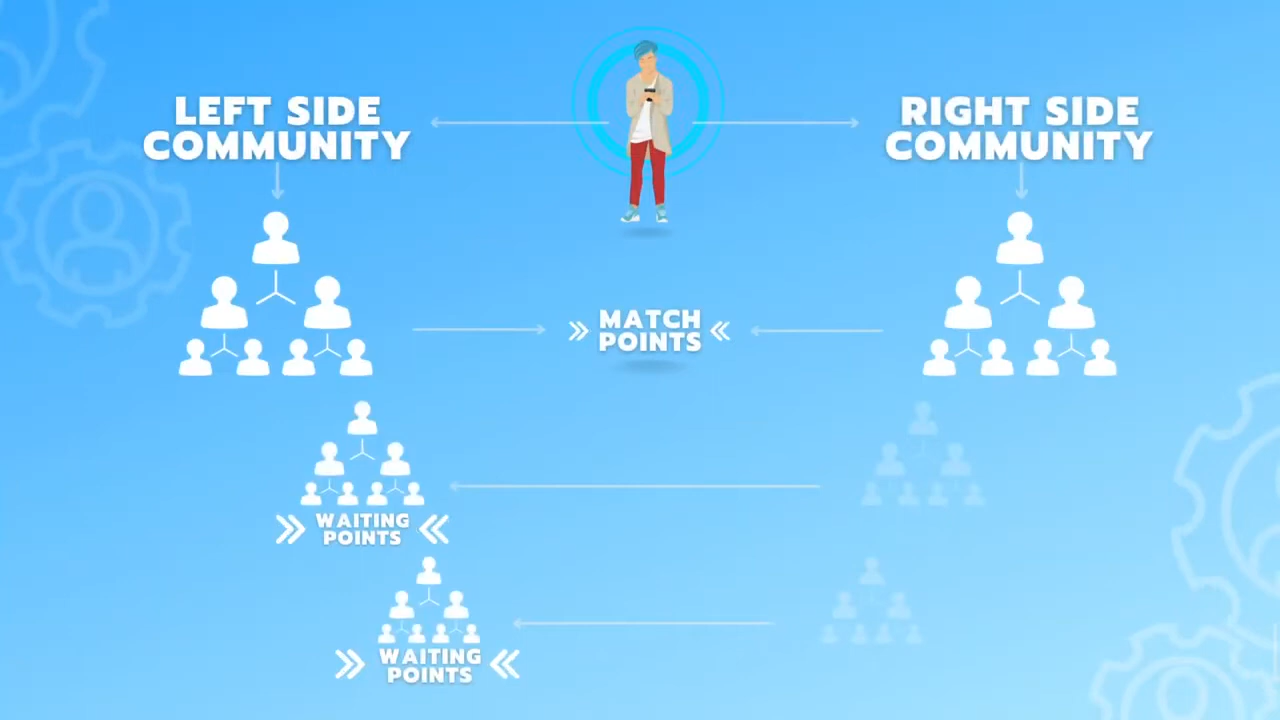 LEFT SIDE
COMMUNITY
RIGHT SIDE
COMMUNITY
MATCH
POINTS
WAITING
POINTS
WAITING
POINTS